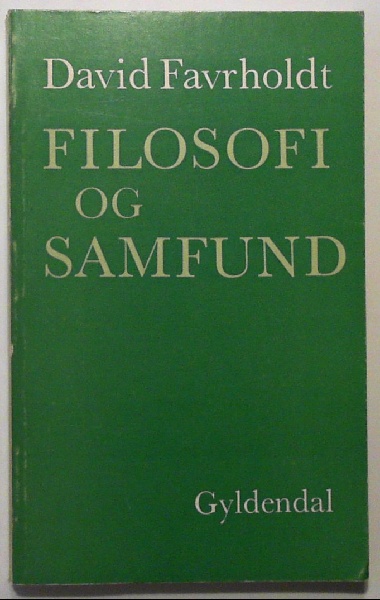 David Favrholdt
FILOSOFI
OG
SAMFUND
Gyldendal